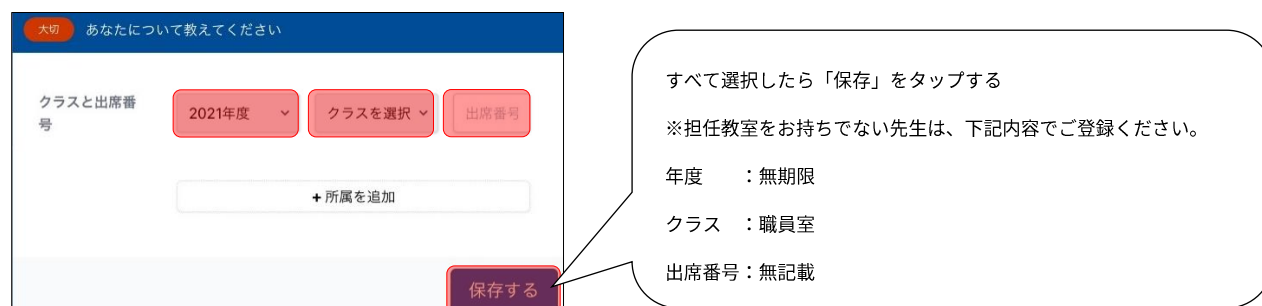 大切 あなたについて教えてください
クラスと出席番
号
2021年度 クラスを選択 出席番号
+所属を追加
保存する
すべて選択したら「保存」をタップする
※担任教室をお持ちでない先生は、下記内容でご登録ください。
年度　　：無期限
クラス　：職員室
出席番号：無記載